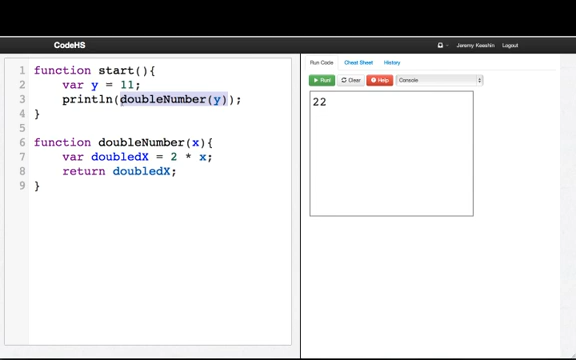 CodeHS
Jeremy Keeshin Logout
Run Code Cheat Sheet History
Run! Clear Help Console
1 function start(){
2 var y = 11;
3 println(doubleNumber(y));
4 }
5
6 function doubleNumber(x){
7 var doubledX = 2 * x;
8 return doubledX;
9 }
22